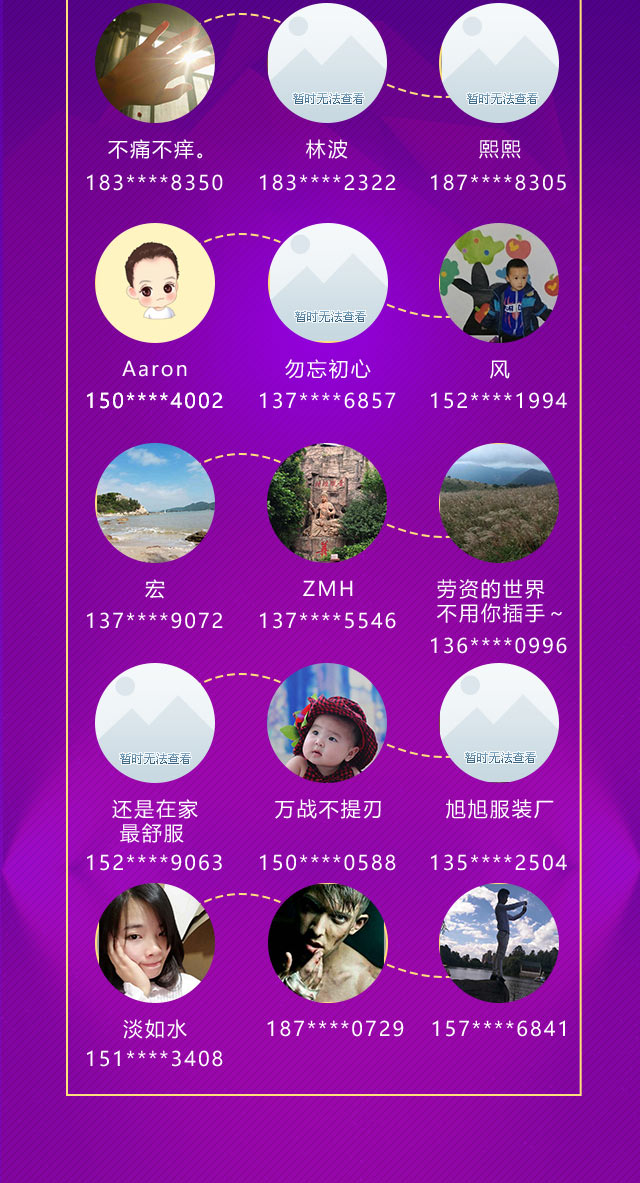 暂时无法查看
暂时无法查看
不痛不痒。
林波
熙熙
183****8350
183****2322
187****8305
暂时无法查看
Aaron
勿忘初心
风
150****4002
137****6857
152****1994
宏
ZMH
劳资的世界
不用你插手~
137****9072
137****5546
136****0996
暂时无法查看
暂时无法查看
还是在家
最舒服
万战不提刃
旭旭服装厂
152****9063
150****0588
135****2504
淡如水
187****0729
157****6841
151****3408